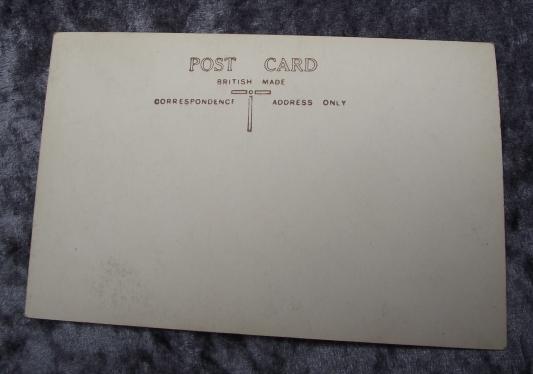 POST CARD
BRITISH MADE
CORRESPONDENCE ADDRESS ONLY